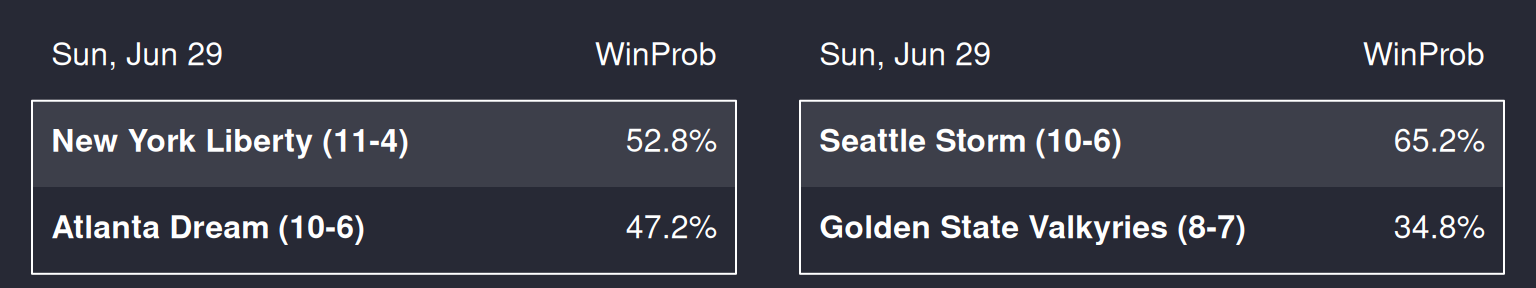 Sun, Jun 29 WinProb
New York Liberty (11-4) 52.8%
Atlanta Dream (10-6) 47.2%
Sun, Jun 29 WinProb
Seattle Storm (10-6) 65.2%
Golden State Valkyries (8-7) 34.8%